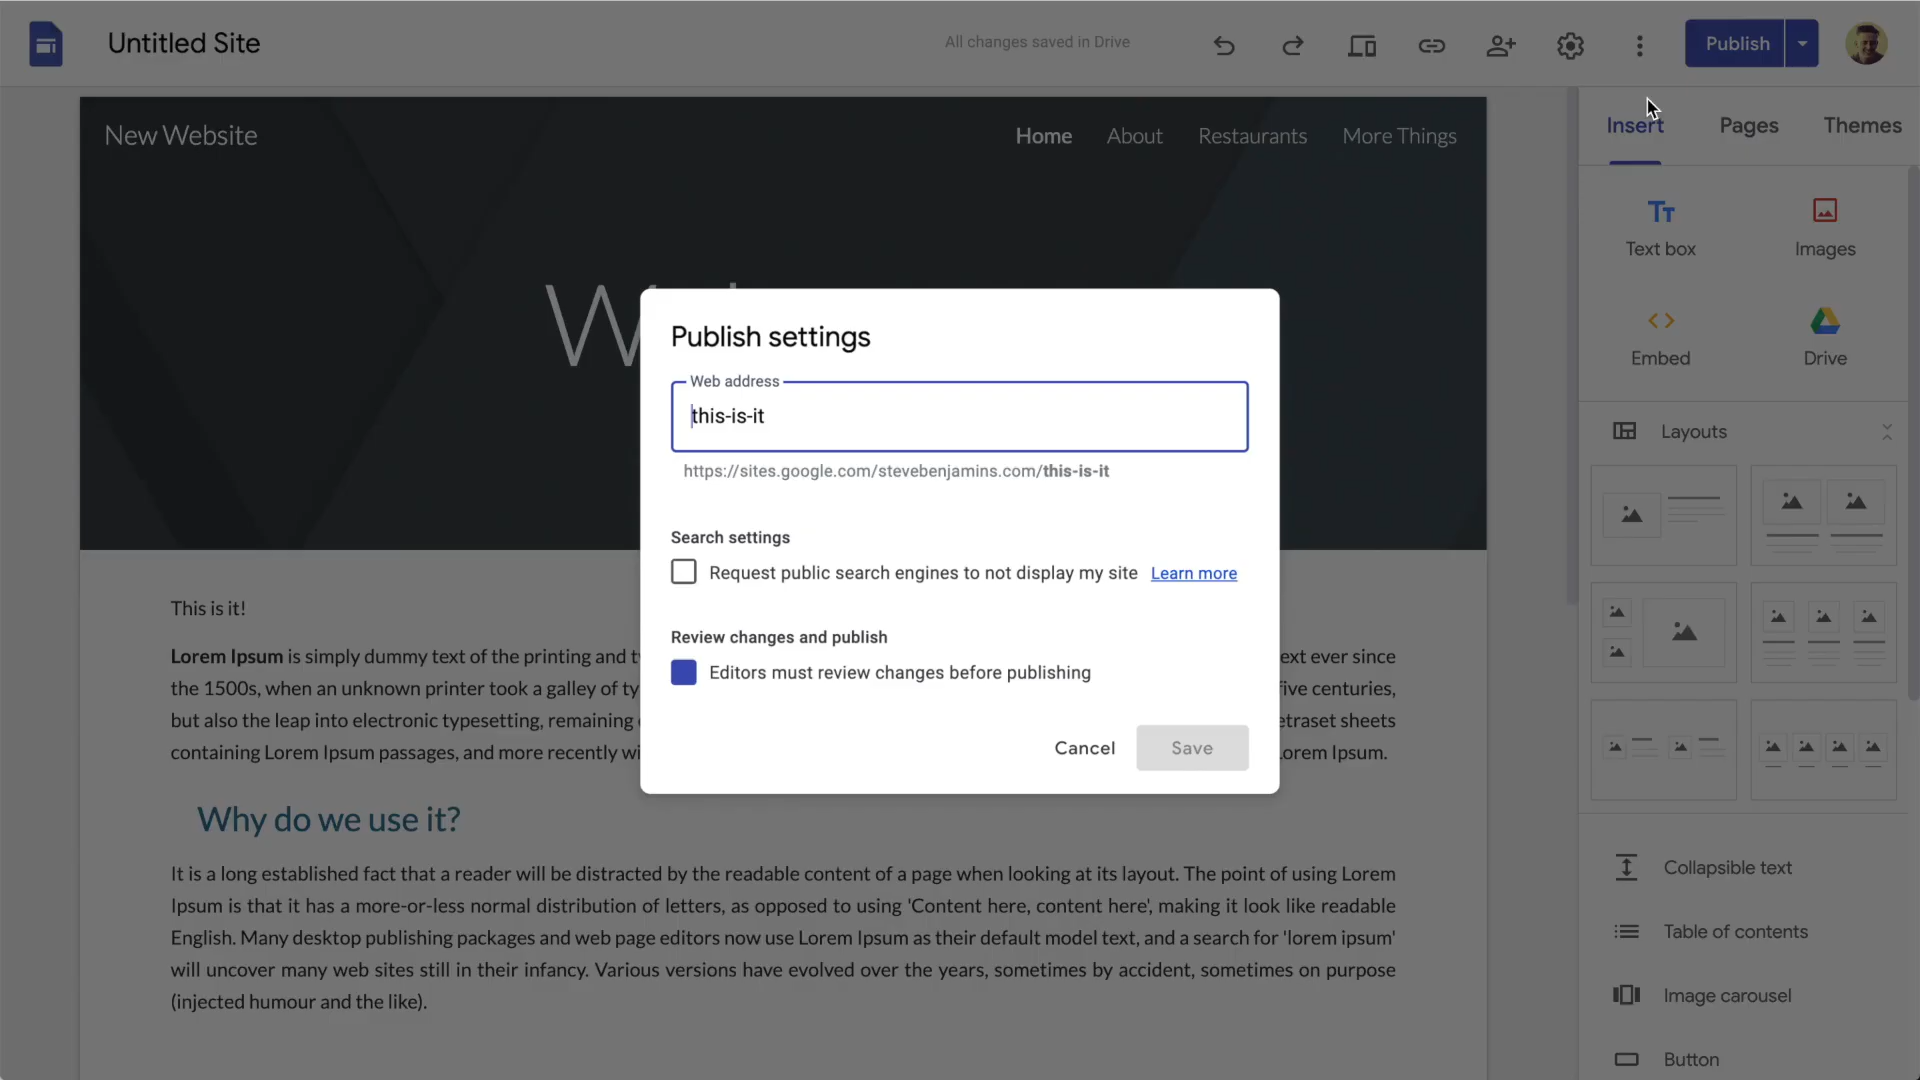 Untitled Site
All changes saved in Drive
Publish
New Website
Home About Restaurants More Things
Insert Pages Themes
Text box
Images
Embed
Drive
Layouts
Publish settings
Web address
this-is-it
https://sites.google.com/stevebenjamins.com/this-is-it
Search settings
Request public search engines to not display my site Learn more
Review changes and publish
Editors must review changes before publishing
Cancel Save
This is it!
Lorem Ipsum is simply dummy text of the printing and ext ever since
the 1500s, when an unknown printer took a galley of ty five centuries,
but also the leap into electronic typesetting, remaining etraset sheets
containing Lorem Ipsum passages, and more recently wi orem Ipsum.
Why do we use it?
It is a long established fact that a reader will be distracted by the readable content of a page when looking at its layout. The point of using Lorem
Ipsum is that it has a more-or-less normal distribution of letters, as opposed to using 'Content here, content here', making it look like readable
English. Many desktop publishing packages and web page editors now use Lorem Ipsum as their default model text, and a search for 'lorem ipsum'
will uncover many web sites still in their infancy. Various versions have evolved over the years, sometimes by accident, sometimes on purpose
(injected humour and the like).
Collapsible text
Table of contents
Image carousel
Button